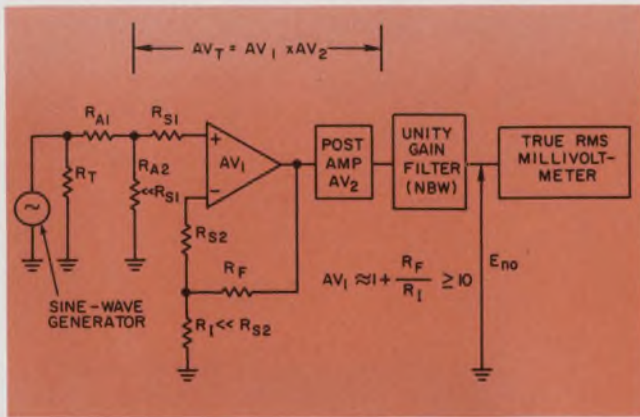 AV_T = AV_1 x AV_2
R_A1
R_S1
R_T
R_A2
<<R_S1
+
AV_1
−
POST
AMP
AV_2
UNITY
GAIN
FILTER
(NBW)
TRUE RMS
MILLIVOLT-
METER
R_S2
R_F
R_I << R_S2
SINE-WAVE
GENERATOR
AV_1 ≈ 1 + R_F / R_I ≥ 10
E_no